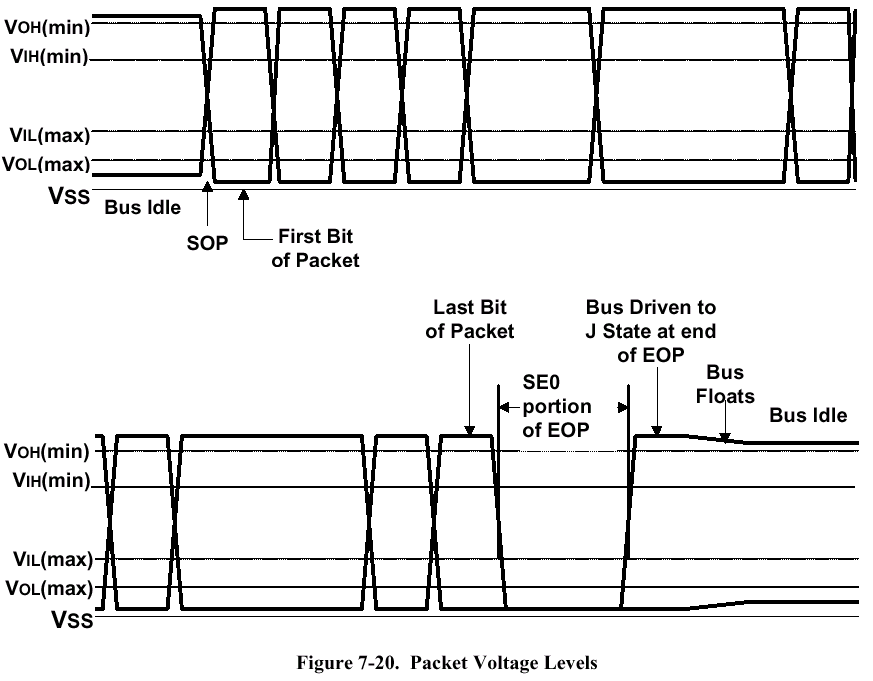 VOH(min)
VIH(min)
VIL(max)
VOL(max)
VSS
Bus Idle
SOP
First Bit
of Packet
Last Bit
of Packet
Bus Driven to
J State at end
of EOP
Bus
Floats
SE0
portion
of EOP
Bus Idle
VOH(min)
VIH(min)
VIL(max)
VOL(max)
VSS
Figure 7-20. Packet Voltage Levels